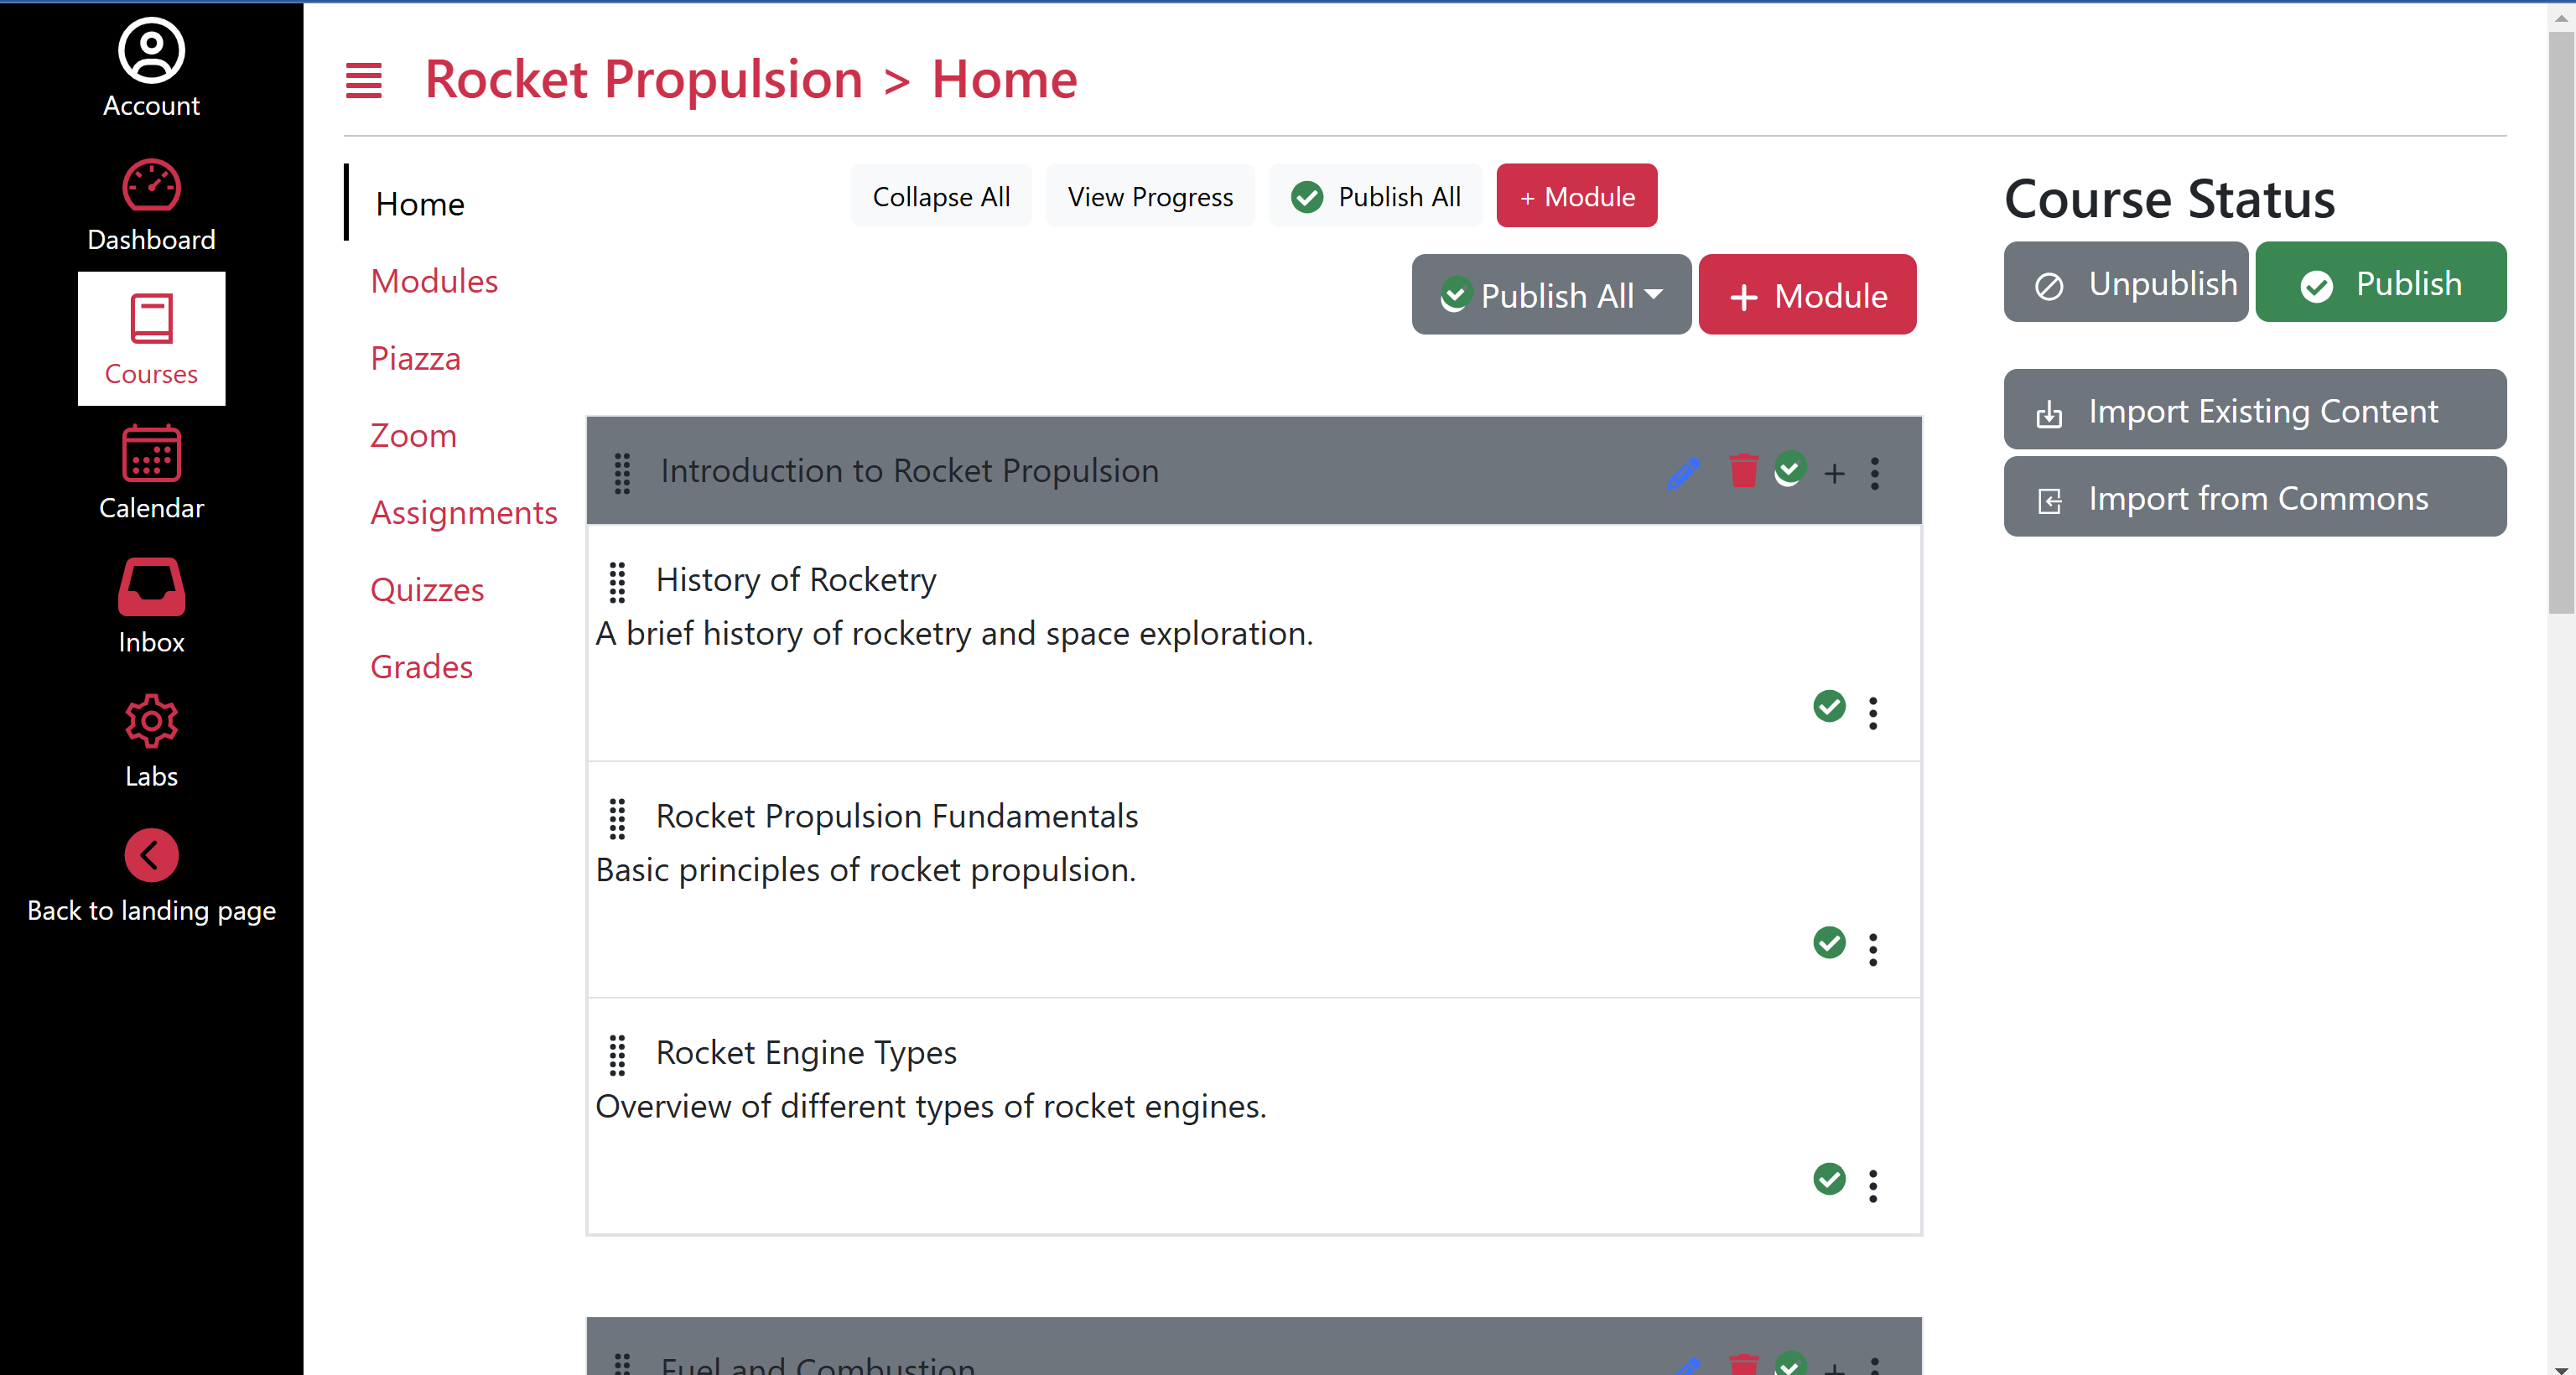 Account
Dashboard
Courses
Calendar
Inbox
Labs
Back to landing page
Rocket Propulsion > Home
Home
Modules
Piazza
Zoom
Assignments
Quizzes
Grades
Collapse All
View Progress
Publish All
+ Module
Publish All
+ Module
Introduction to Rocket Propulsion
History of Rocketry
A brief history of rocketry and space exploration.
Rocket Propulsion Fundamentals
Basic principles of rocket propulsion.
Rocket Engine Types
Overview of different types of rocket engines.
Fuel and Combustion
Course Status
Unpublish
Publish
Import Existing Content
Import from Commons